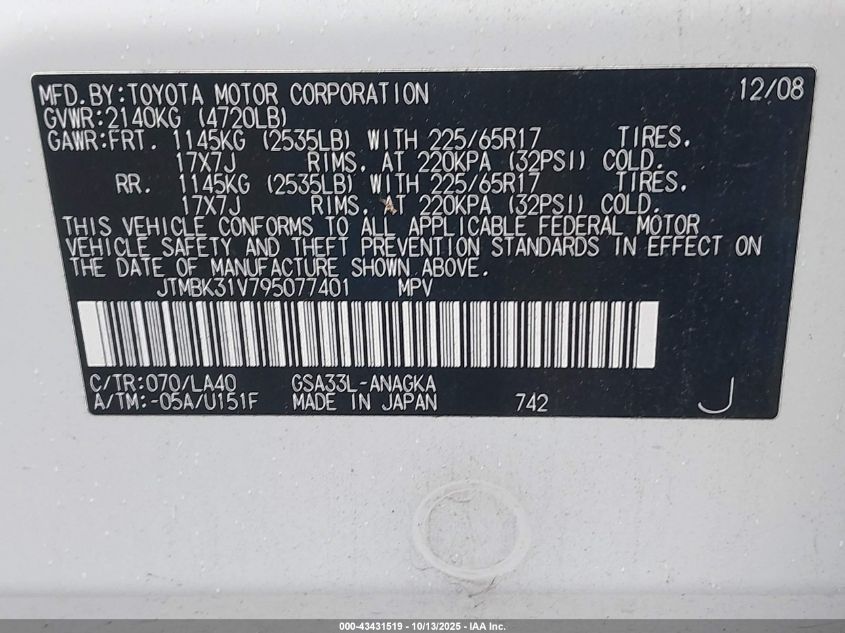 MFD.BY:TOYOTA MOTOR CORPORATION 12/08
GVWR:2140KG (4720LB)
GAWR:FRT. 1145KG (2535LB) WITH 225/65R17 TIRES.
17X7J RIMS. AT 220KPA (32PSI) COLD.
RR. 1145KG (2535LB) WITH 225/65R17 TIRES.
17X7J RIMS. AT 220KPA (32PSI) COLD.
THIS VEHICLE CONFORMS TO ALL APPLICABLE FEDERAL MOTOR
VEHICLE SAFETY AND THEFT PREVENTION STANDARDS IN EFFECT ON
THE DATE OF MANUFACTURE SHOWN ABOVE.
JTMBK31V795077401 MPV
C/TR:070/LA40 GSA33L-ANAGKA
A/TM:-05A/U151F MADE IN JAPAN 742 J
000-43431519 - 10/13/2025 - IAA Inc.